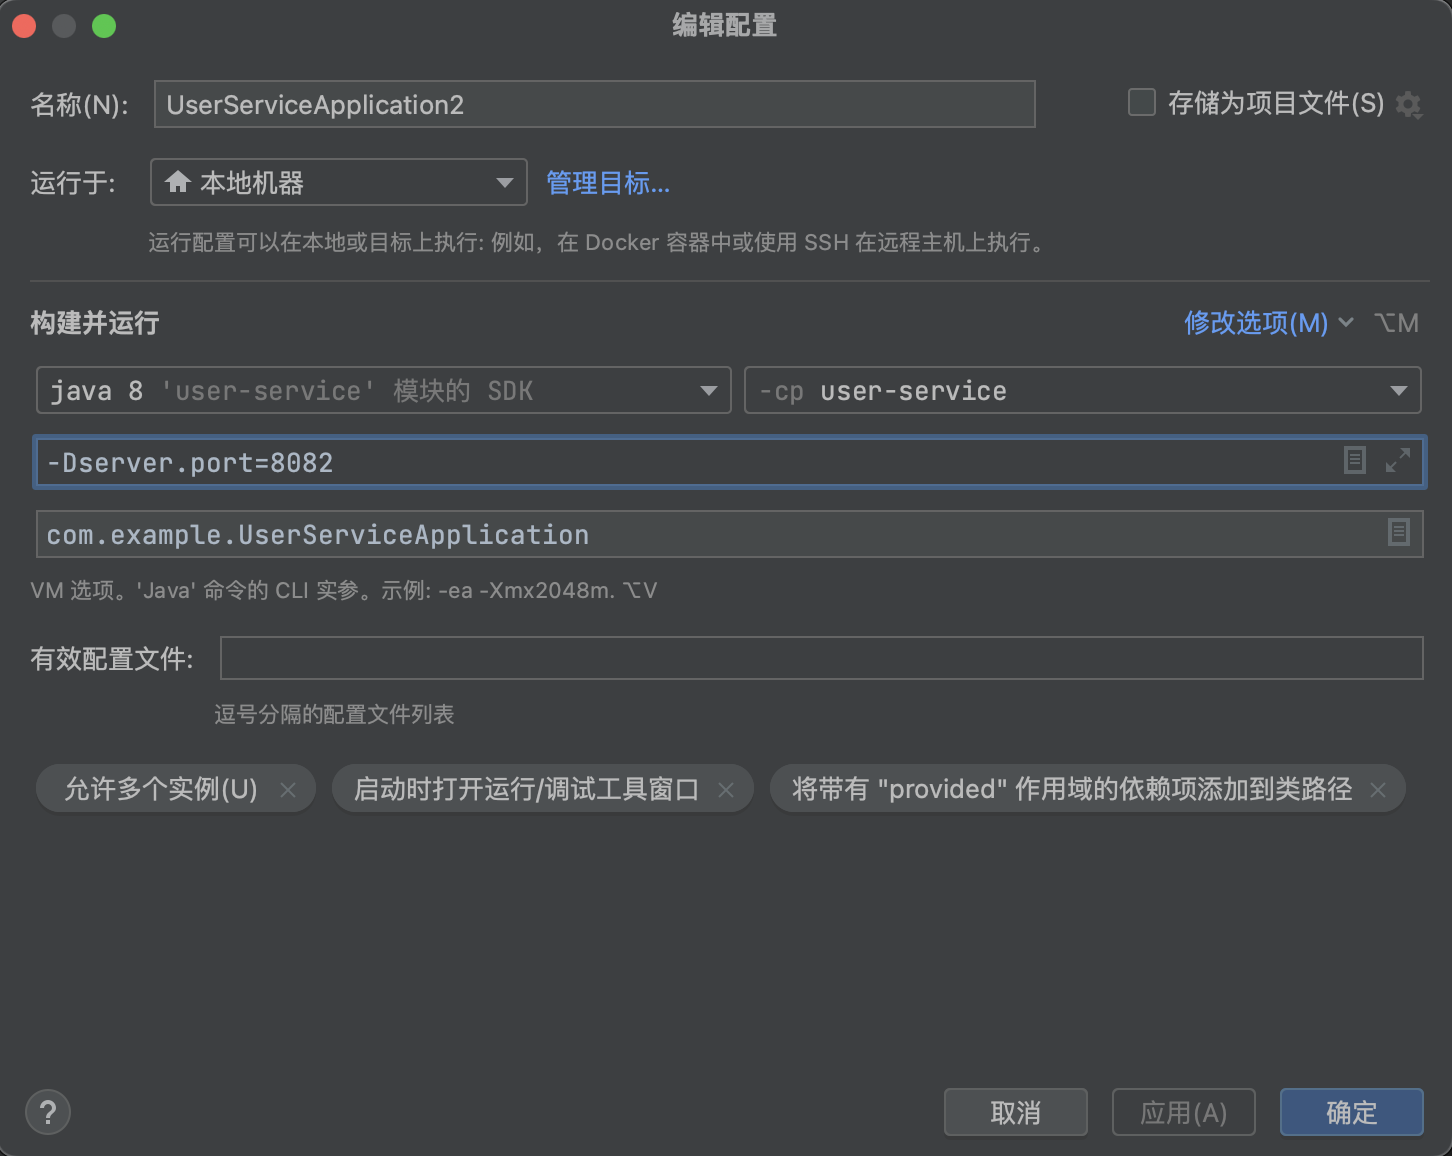 编辑配置
名称(N): UserServiceApplication2 存储为项目文件(S)
运行于: 本地机器 管理目标...
运行配置可以在本地或目标上执行: 例如，在 Docker 容器中或使用 SSH 在远程主机上执行。
构建并运行 修改选项(M) ⌥M
java 8 'user-service' 模块的 SDK -cp user-service
-Dserver.port=8082
com.example.UserServiceApplication
VM 选项。'Java' 命令的 CLI 实参。示例: -ea -Xmx2048m. ⌥V
有效配置文件:
逗号分隔的配置文件列表
允许多个实例(U) × 启动时打开运行/调试工具窗口 × 将带有 "provided" 作用域的依赖项添加到类路径 ×
? 取消 应用(A) 确定